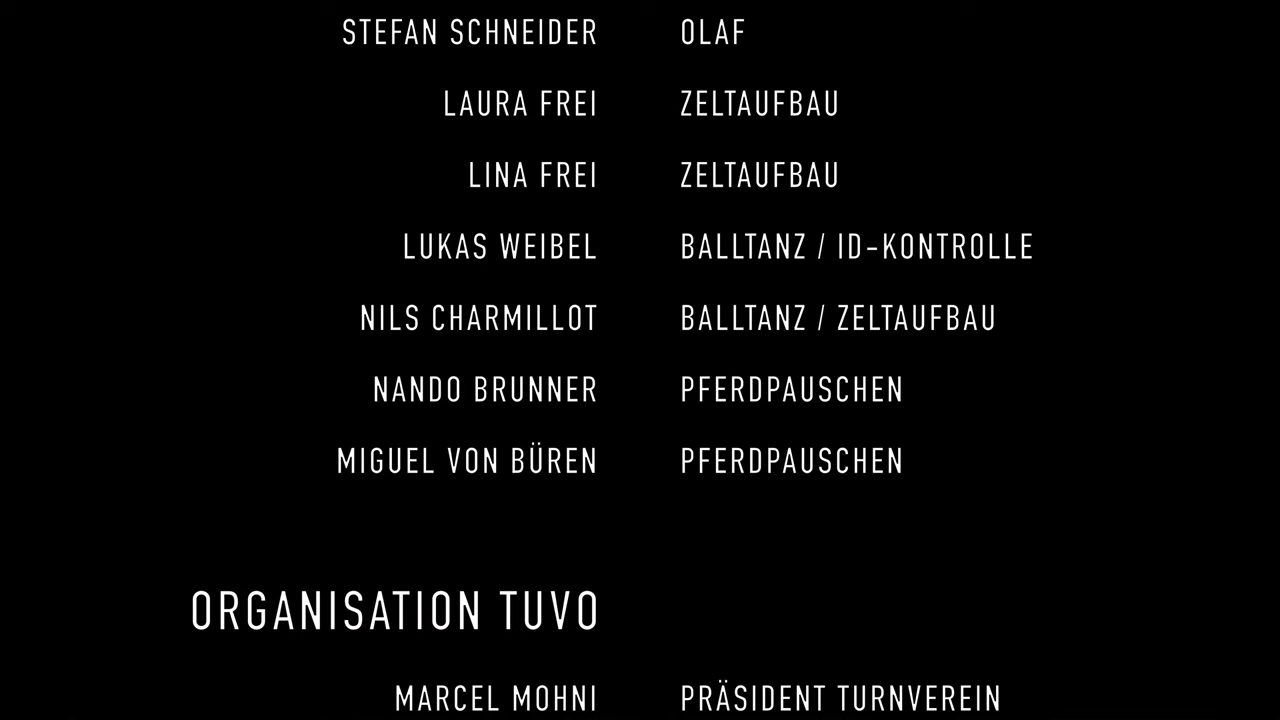 STEFAN SCHNEIDER OLAF
LAURA FREI ZELTAUFBAU
LINA FREI ZELTAUFBAU
LUKAS WEIBEL BALLTANZ / ID-KONTROLLE
NILS CHARMILLOT BALLTANZ / ZELTAUFBAU
NANDO BRUNNER PFERDPAUSCHEN
MIGUEL VON BÜREN PFERDPAUSCHEN
ORGANISATION TUVO
MARCEL MOHNI PRÄSIDENT TURNVEREIN